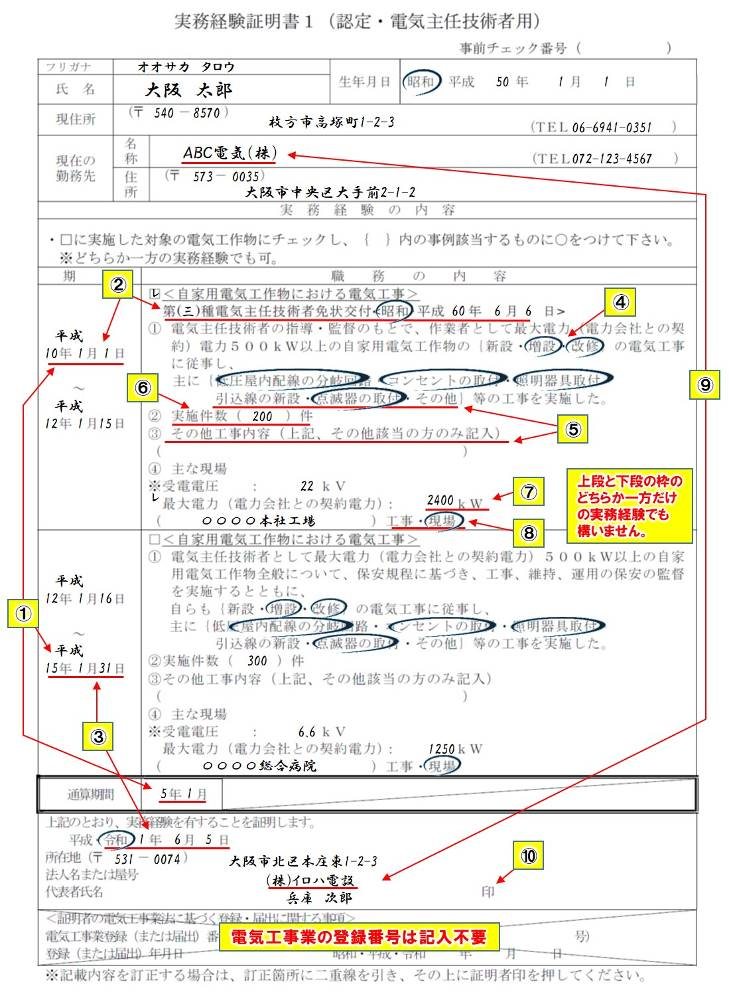 実務経験証明書1（認定・電気主任技術者用）
事前チェック番号（　　　　　）
フリガナ　オオサカ タロウ
氏 名　大阪 太郎
生年月日　昭和 平成 50 年 1 月 1 日
現住所　（〒 540 － 8570 ）
枚方市高塚町1-2-3　（TEL 06-6941-0351 ）
現在の勤務先　名称　ABC電気（株）　（TEL 072-123-4567 ）
住所　（〒 573 － 0035）
大阪市中央区大手前2-1-2
実 務 経 験 の 内 容
・□に実施した対象の電気工作物にチェックし、｛　｝内の事例該当するものに○をつけて下さい。
※どちらか一方の実務経験でも可。
期　職 務 の 内 容
② レ＜自家用電気工作物における電気工事＞
第(三)種電気主任技術者免状交付<昭和 平成 60 年 6 月 6 日>
④
平成
10年 1月 1日
～
平成
12年 1月15日
① 電気主任技術者の指導・監督のもとで、作業者として最大電力（電力会社との契
約）電力５００kW以上の自家用電気工作物の｛新設・増設・改修｝の電気工事
に従事し、
主に｛低圧屋内配線の分岐回路・コンセントの取付・照明器具取付
引込線の新設・点滅器の取付・その他｝等の工事を実施した。
⑥
⑨
② 実施件数（ 200 ）件
③ その他工事内容（上記、その他該当の方のみ記入）
⑤
（　　　　　）
④ 主な現場
※受電電圧 ： 22 ｋＶ
レ 最大電力（電力会社との契約電力）： 2400 ｋＷ
⑦
（ ○○○○本社工場 ）工事・現場
⑧
上段と下段の枠の
どちらか一方だけ
の実務経験でも
構いません。
□＜自家用電気工作物における電気工事＞
平成
12年 1月16日
～
平成
15年 1月31日
① 電気主任技術者として最大電力（電力会社との契約電力）５００kW以上の自家
用電気工作物全般について、保安規程に基づき、工事、維持、運用の保安の監督
を実施するとともに、
自らも｛新設・増設・改修｝の電気工事に従事し、
主に｛低圧屋内配線の分岐回路・コンセントの取付・照明器具取付
引込線の新設・点滅器の取付・その他｝等の工事を実施した。
①
②実施件数（ 300 ）件
③その他工事内容（上記、その他該当の方のみ記入）
（　　　　　）
③
④ 主な現場
※受電電圧 ： 6.6 ｋＶ
最大電力（電力会社との契約電力）： 1250ｋＷ
（ ○○○○総合病院 ）工事・現場
通算期間　5年 1月
上記のとおり、実務経験を有することを証明します。
平成・令和 1 年 6 月 5 日
所在地（〒 531 － 0074）　大阪市北区本庄東1-2-3
法人名または屋号　（株）イロハ電設
代表者氏名　兵庫 次郎　印
⑩
＜証明者の電気工事業法に基づく登録・届出に関する事項＞
電気工事業登録（または届出）番　号）
電気工事業の登録番号は記入不要
登録（または届出）年月日　昭和・平成・令和　年　月　日
※記載内容を訂正する場合は、訂正箇所に二重線を引き、その上に証明者印を押してください。